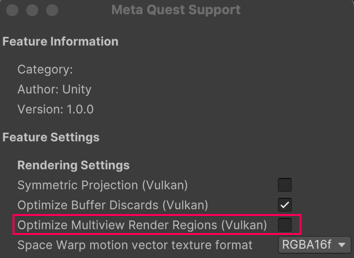 Meta Quest Support
Feature Information
Category:
Author: Unity
Version: 1.0.0
Feature Settings
Rendering Settings
Symmetric Projection (Vulkan)
Optimize Buffer Discards (Vulkan)
Optimize Multiview Render Regions (Vulkan)
Space Warp motion vector texture format RGBA16f